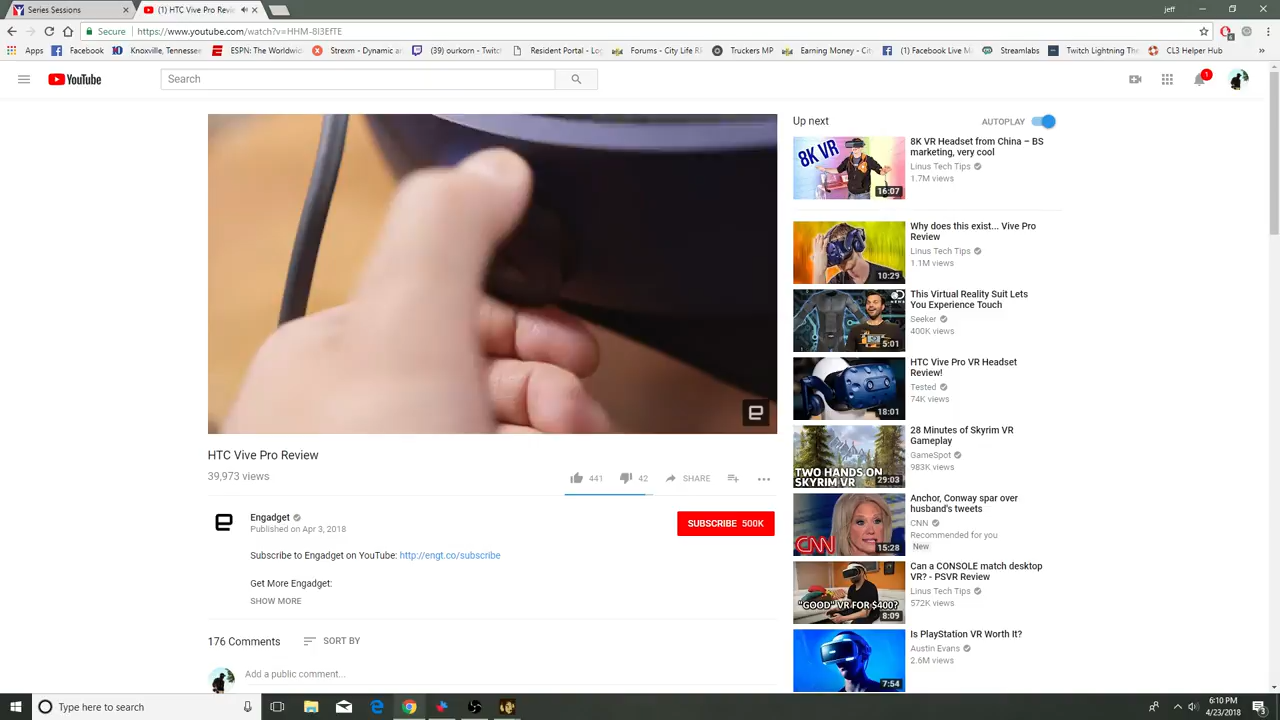 Series Sessions
(1) HTC Vive Pro Revie
Secure
https://www.youtube.com/watch?v=HHM-8I3EfTE
Apps
Facebook
Knoxville, Tennessee
ESPN: The Worldwide
Strexm - Dynamic an
(39) ourkorn - Twitch
Resident Portal - Log
Forums - City Life R
Truckers MP
Earning Money - Cit
(1) Facebook Live M
Streamlabs
Twitch Lightning The
CL3 Helper Hub
YouTube
Search
1
Up next
AUTOPLAY
8K VR
16:07
8K VR Headset from China – BS
marketing, very cool
Linus Tech Tips
1.7M views
10:29
Why does this exist... Vive Pro
Review
Linus Tech Tips
1.1M views
5:01
This Virtual Reality Suit Lets
You Experience Touch
Seeker
400K views
18:01
HTC Vive Pro VR Headset
Review!
Tested
74K views
TWO HANDS ON
SKYRIM VR
29:03
28 Minutes of Skyrim VR
Gameplay
GameSpot
983K views
CNN
15:28
Anchor, Conway spar over
husband's tweets
CNN
Recommended for you
New
"GOOD" VR FOR $400?
8:09
Can a CONSOLE match desktop
VR? - PSVR Review
Linus Tech Tips
572K views
7:54
Is PlayStation VR Worth It?
Austin Evans
2.6M views
HTC Vive Pro Review
39,973 views
441
42
SHARE
Engadget
Published on Apr 3, 2018
SUBSCRIBE 500K
Subscribe to Engadget on YouTube: http://engt.co/subscribe
Get More Engadget:
SHOW MORE
176 Comments
SORT BY
Add a public comment...
Type here to search
6:10 PM
4/23/2018
3